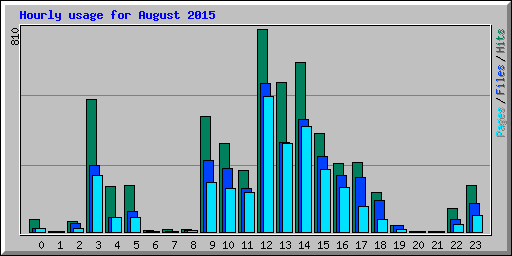 Hourly usage for August 2015
810
Pages / Files / Hits
0 1 2 3 4 5 6 7 8 9 10 11 12 13 14 15 16 17 18 19 20 21 22 23